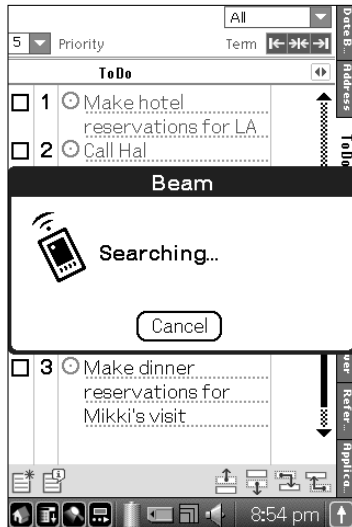 All
5 Priority Term
ToDo
1 Make hotel
reservations for LA
2 Call Hal
Beam
Searching...
Cancel
3 Make dinner
reservations for
Mikki's visit
8:54 pm
DateB...
Address
ToDo
Refer...
Applica...